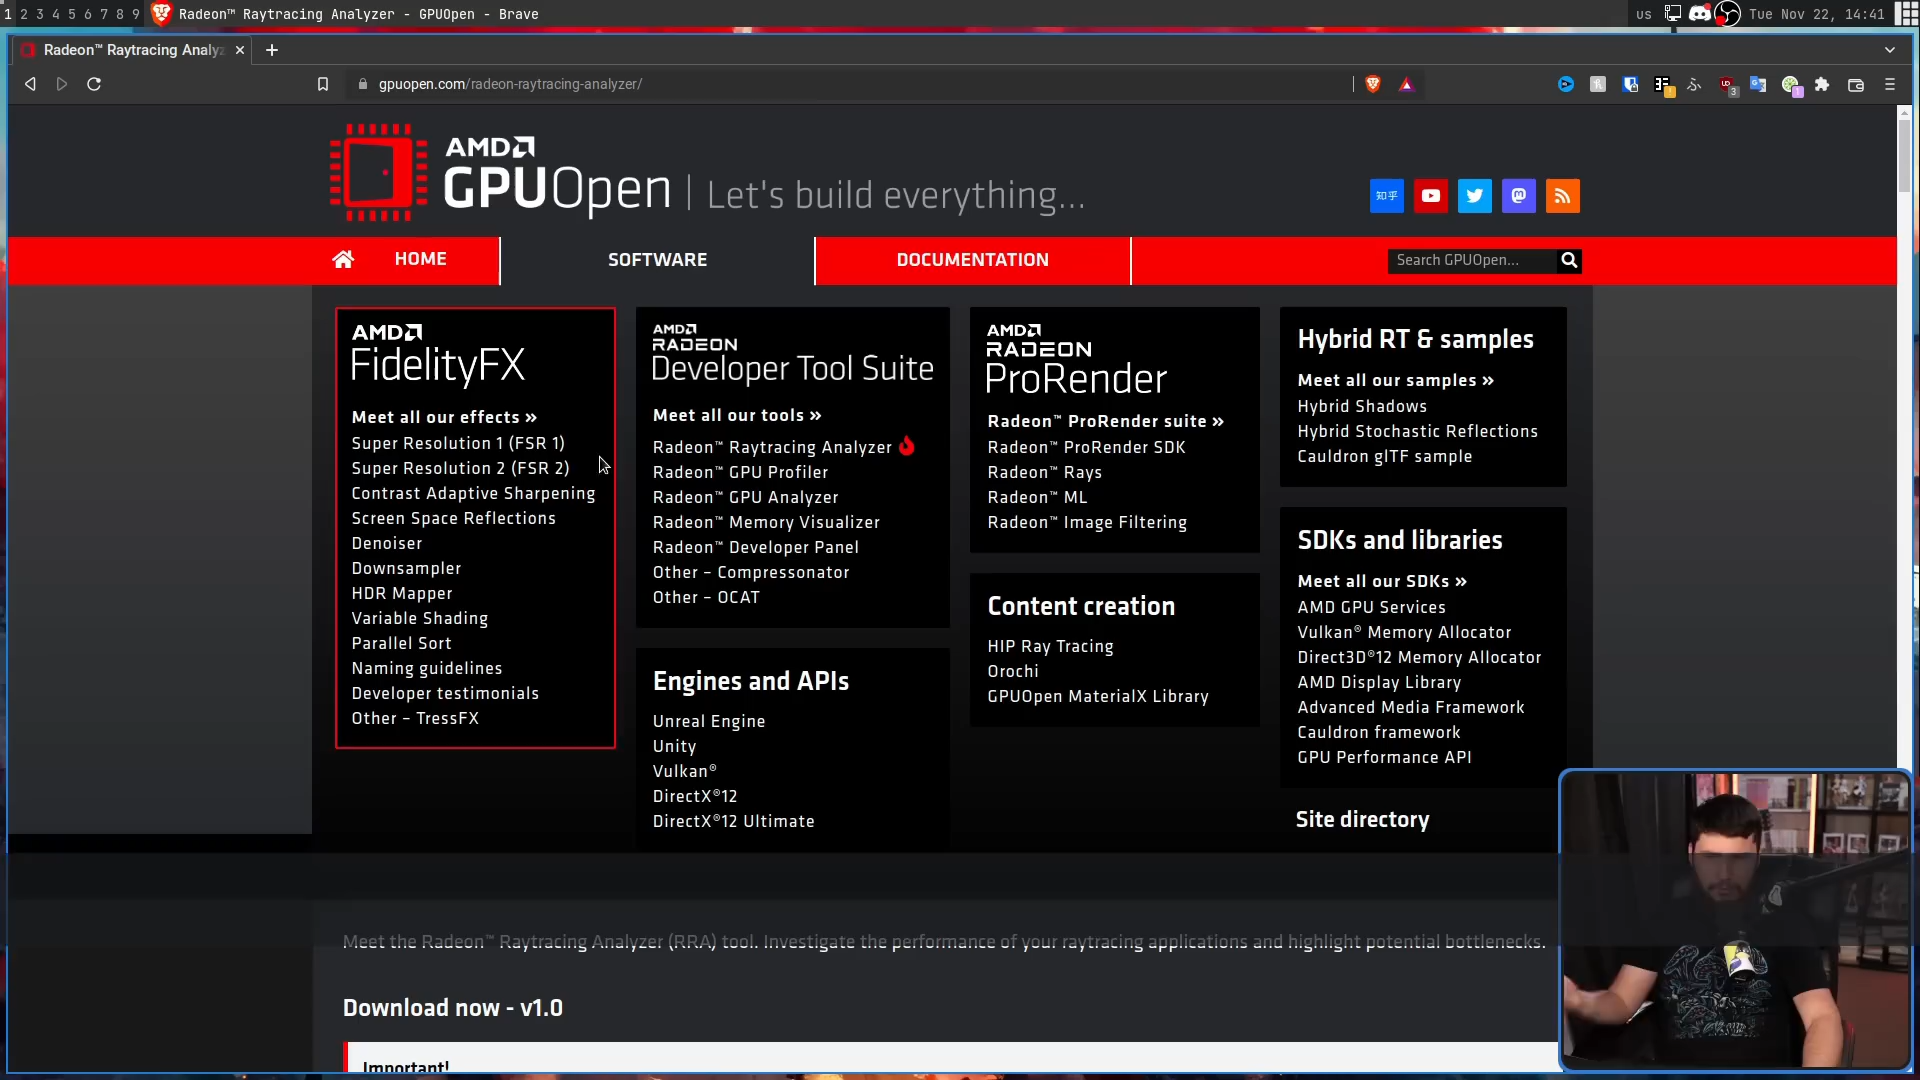 1 2 3 4 5 6 7 8 9 Radeon™ Raytracing Analyzer - GPUOpen - Brave
us Tue Nov 22, 14:41
Radeon™ Raytracing Analyz
gpuopen.com/radeon-raytracing-analyzer/
3
1
AMD
GPUOpen | Let's build everything...
知乎
HOME
SOFTWARE
DOCUMENTATION
Search GPUOpen...
AMD
FidelityFX
Meet all our effects »
Super Resolution 1 (FSR 1)
Super Resolution 2 (FSR 2)
Contrast Adaptive Sharpening
Screen Space Reflections
Denoiser
Downsampler
HDR Mapper
Variable Shading
Parallel Sort
Naming guidelines
Developer testimonials
Other – TressFX
AMD
RADEON
Developer Tool Suite
Meet all our tools »
Radeon™ Raytracing Analyzer
Radeon™ GPU Profiler
Radeon™ GPU Analyzer
Radeon™ Memory Visualizer
Radeon™ Developer Panel
Other – Compressonator
Other – OCAT
Engines and APIs
Unreal Engine
Unity
Vulkan®
DirectX®12
DirectX®12 Ultimate
AMD
RADEON
ProRender
Radeon™ ProRender suite »
Radeon™ ProRender SDK
Radeon™ Rays
Radeon™ ML
Radeon™ Image Filtering
Content creation
HIP Ray Tracing
Orochi
GPUOpen MaterialX Library
Hybrid RT & samples
Meet all our samples »
Hybrid Shadows
Hybrid Stochastic Reflections
Cauldron glTF sample
SDKs and libraries
Meet all our SDKs »
AMD GPU Services
Vulkan® Memory Allocator
Direct3D®12 Memory Allocator
AMD Display Library
Advanced Media Framework
Cauldron framework
GPU Performance API
Site directory
Meet the Radeon™ Raytracing Analyzer (RRA) tool. Investigate the performance of your raytracing applications and highlight potential bottlenecks.
Download now - v1.0
Important!